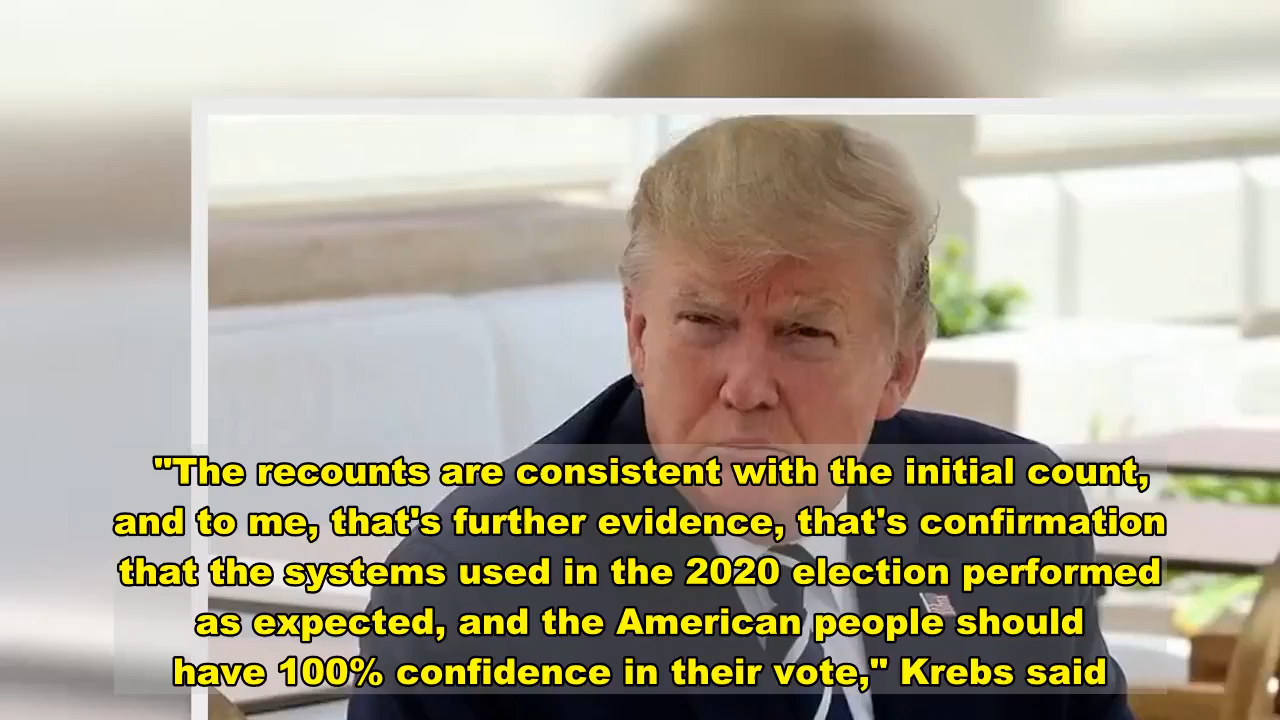 "The recounts are consistent with the initial count,
and to me, that's further evidence, that's confirmation
that the systems used in the 2020 election performed
as expected, and the American people should
have 100% confidence in their vote," Krebs said